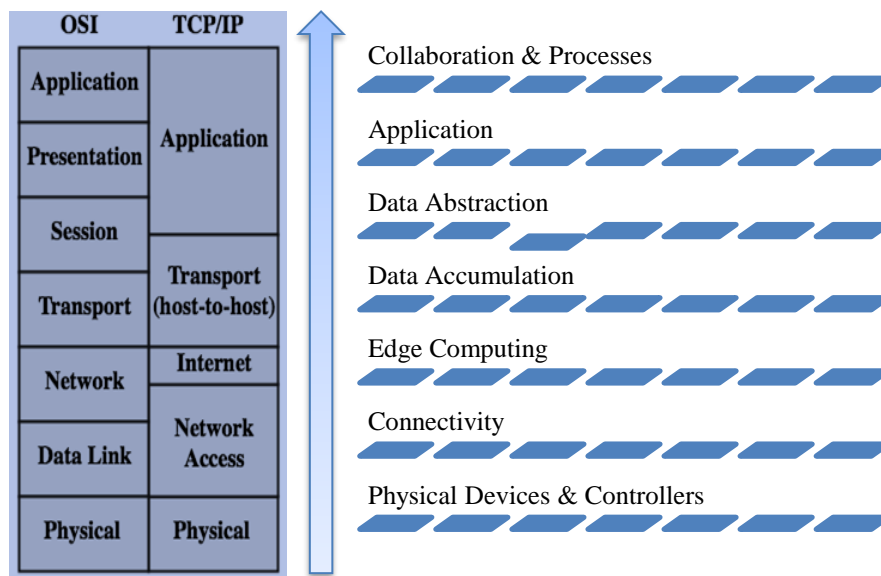 OSI
TCP/IP
Application
Presentation
Session
Transport
Network
Data Link
Physical
Application
Transport
(host-to-host)
Internet
Network
Access
Physical
Collaboration & Processes
Application
Data Abstraction
Data Accumulation
Edge Computing
Connectivity
Physical Devices & Controllers